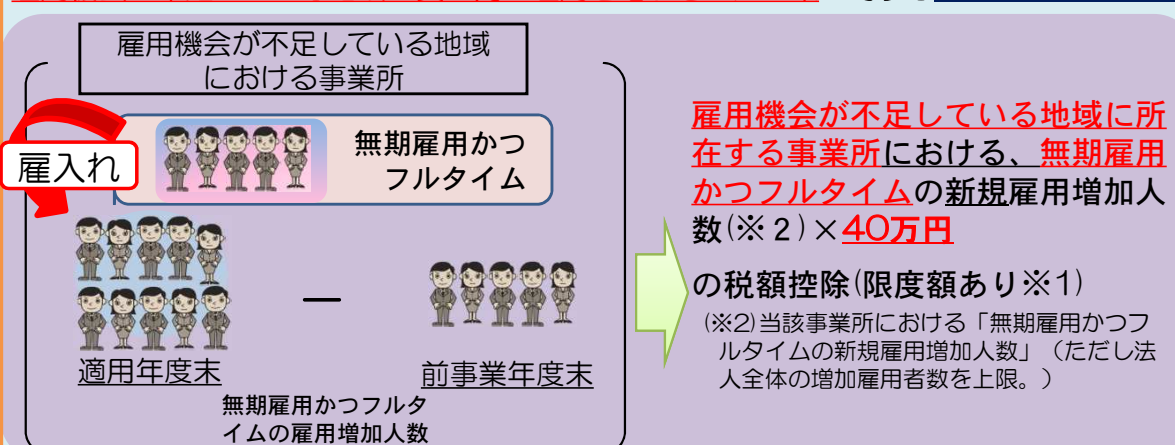 雇用機会が不足している地域
における事業所
雇入れ
無期雇用かつ
フルタイム
適用年度末
―
前事業年度末
無期雇用かつフルタ
イムの雇用増加人数
雇用機会が不足している地域に所
在する事業所における、無期雇用
かつフルタイムの新規雇用増加人
数(※2)×40万円
の税額控除(限度額あり※1)
(※2)当該事業所における「無期雇用かつフ
ルタイムの新規雇用増加人数」（ただし法
人全体の増加雇用者数を上限。）